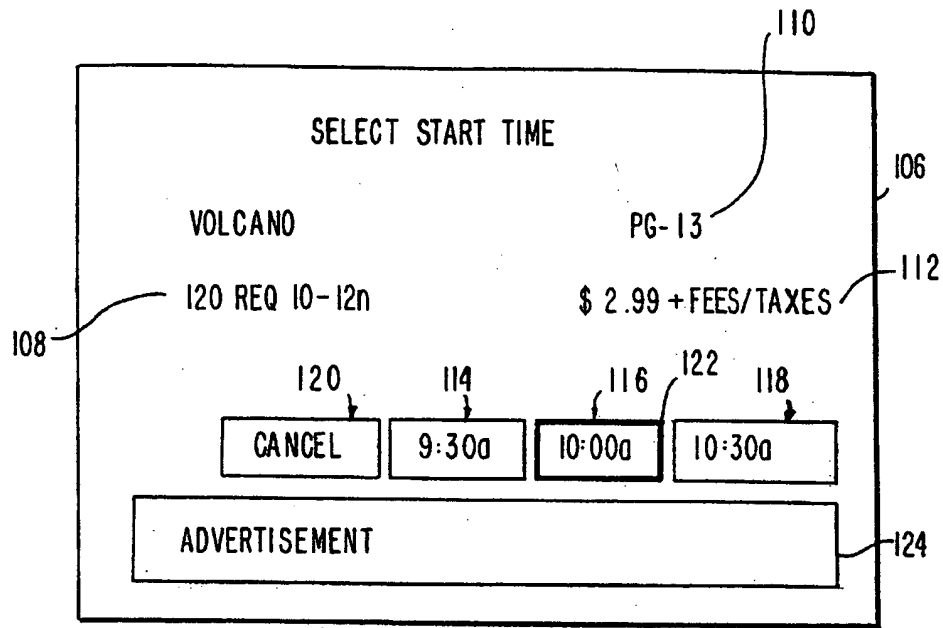 110
SELECT START TIME
106
VOLCANO PG-13
112
120 REQ 10-12n $ 2.99 + FEES/TAXES
108
120 114 116 122 118
CANCEL 9:30a 10:00a 10:30a
ADVERTISEMENT
124